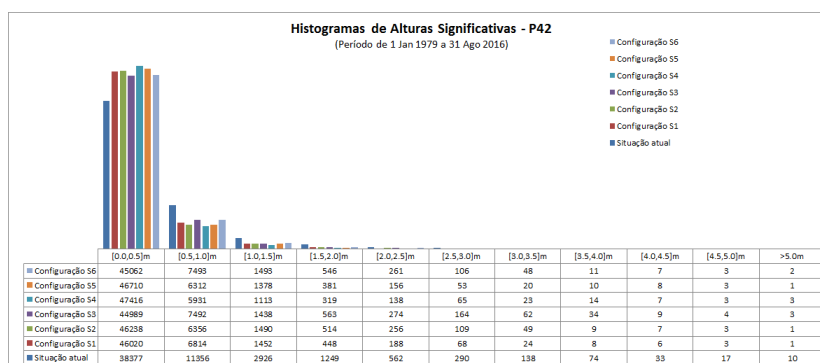 Histogramas de Alturas Significativas - P42
(Período de 1 Jan 1979 a 31 Ago 2016)
Configuração S6
Configuração S5
Configuração S4
Configuração S3
Configuração S2
Configuração S1
Situação atual
[0.0,0.5]m [0.5,1.0]m [1.0,1.5]m [1.5,2.0]m [2.0,2.5]m [2.5,3.0]m [3.0,3.5]m [3.5,4.0]m [4.0,4.5]m [4.5,5.0]m >5.0m
Configuração S6 45062 7493 1493 546 261 106 48 11 7 3 2
Configuração S5 46710 6312 1378 381 156 53 20 10 8 3 1
Configuração S4 47416 5931 1113 319 138 65 23 14 7 3 3
Configuração S3 44989 7492 1438 563 274 164 62 34 9 4 3
Configuração S2 46238 6356 1490 514 256 109 49 9 7 3 1
Configuração S1 46020 6814 1452 448 188 68 24 8 6 3 1
Situação atual 38377 11356 2926 1249 562 290 138 74 33 17 10